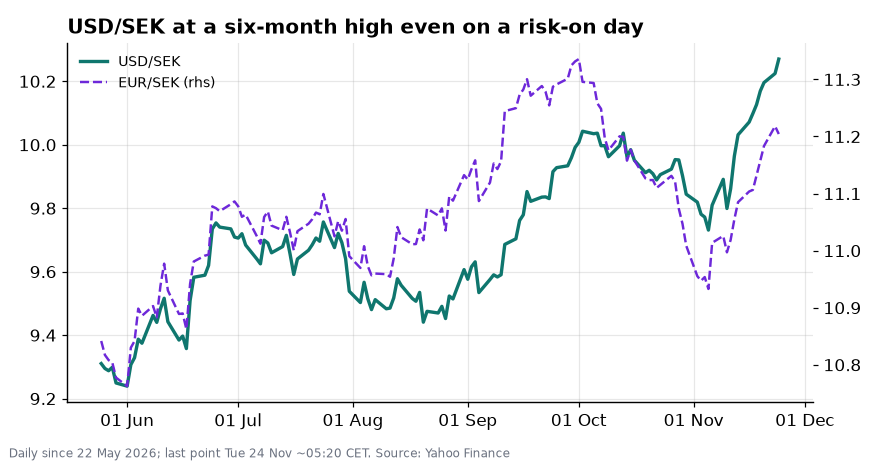 USD/SEK at a six-month high even on a risk-on day
USD/SEK
EUR/SEK (rhs)
10.2
10.0
9.8
9.6
9.4
9.2
11.3
11.2
11.1
11.0
10.9
10.8
01 Jun
01 Jul
01 Aug
01 Sep
01 Oct
01 Nov
01 Dec
Daily since 22 May 2026; last point Tue 24 Nov ~05:20 CET. Source: Yahoo Finance